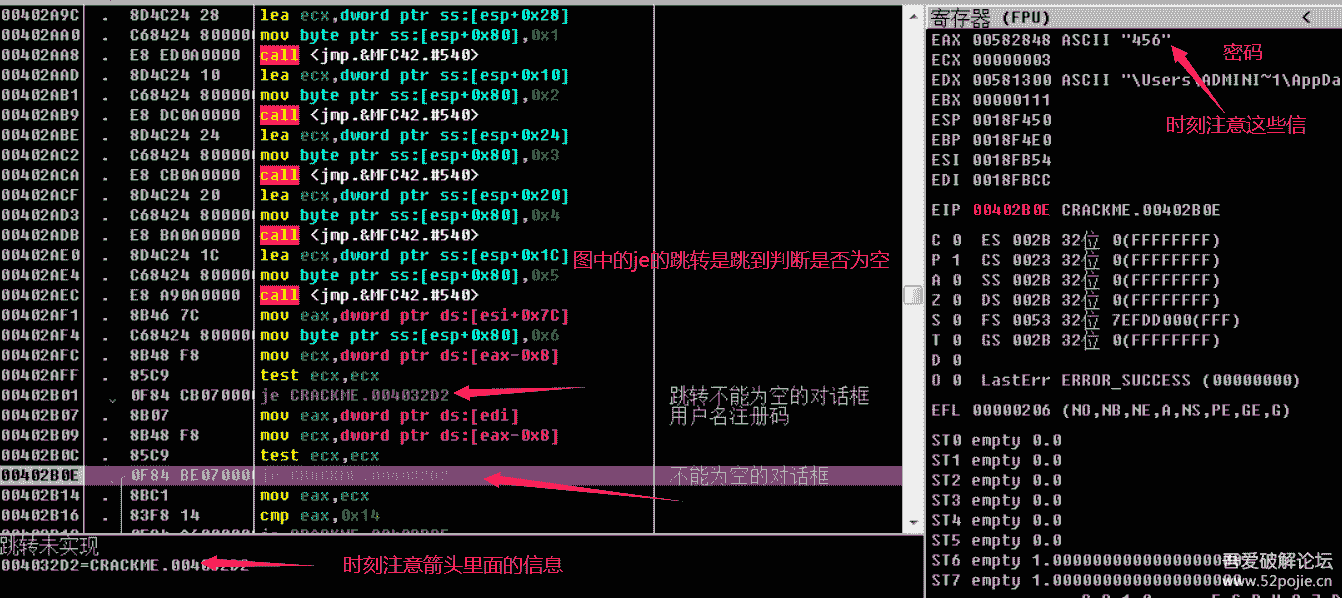 00402A9C . 8D4C24 28 lea ecx,dword ptr ss:[esp+0x28]
00402AA0 . C68424 80000 mov byte ptr ss:[esp+0x80],0x1
00402AA8 . E8 ED0A0000 call <jmp.&MFC42.#540>
00402AAD . 8D4C24 10 lea ecx,dword ptr ss:[esp+0x10]
00402AB1 . C68424 80000 mov byte ptr ss:[esp+0x80],0x2
00402AB9 . E8 DC0A0000 call <jmp.&MFC42.#540>
00402ABE . 8D4C24 24 lea ecx,dword ptr ss:[esp+0x24]
00402AC2 . C68424 80000 mov byte ptr ss:[esp+0x80],0x3
00402ACA . E8 CB0A0000 call <jmp.&MFC42.#540>
00402ACF . 8D4C24 20 lea ecx,dword ptr ss:[esp+0x20]
00402AD3 . C68424 80000 mov byte ptr ss:[esp+0x80],0x4
00402ADB . E8 BA0A0000 call <jmp.&MFC42.#540>
00402AE0 . 8D4C24 1C lea ecx,dword ptr ss:[esp+0x1C]
图中的je的跳转是跳到判断是否为空
00402AE4 . C68424 80000 mov byte ptr ss:[esp+0x80],0x5
00402AEC . E8 A90A0000 call <jmp.&MFC42.#540>
00402AF1 . 8B46 7C mov eax,dword ptr ds:[esi+0x7C]
00402AF4 . C68424 80000 mov byte ptr ss:[esp+0x80],0x6
00402AFC . 8B48 F8 mov ecx,dword ptr ds:[eax-0x8]
00402AFF . 85C9 test ecx,ecx
00402B01 . 0F84 CB07000 je CRACKME.004032D2 跳转不能为空的对话框
00402B07 . 8B07 mov eax,dword ptr ds:[edi] 用户名注册码
00402B09 . 8B48 F8 mov ecx,dword ptr ds:[eax-0x8]
00402B0C . 85C9 test ecx,ecx
00402B0E . 0F84 BE07000 je 不能为空的对话框
00402B14 . 8BC1 mov eax,ecx
00402B16 . 83F8 14 cmp eax,0x14
跳转未实现
004032D2=CRACKME.004032D2
时刻注意箭头里面的信息
寄存器 (FPU) <
EAX 00582848 ASCII "456"
密码
ECX 00000003
EDX 00581300 ASCII "\Users\ADMINI~1\AppDa
EBX 00000111
ESP 0018F450
时刻注意这些信
EBP 0018F4E0
ESI 0018FB54
EDI 0018FBCC
EIP 00402B0E CRACKME.00402B0E
C 0 ES 002B 32位 0(FFFFFFFF)
P 1 CS 0023 32位 0(FFFFFFFF)
A 0 SS 002B 32位 0(FFFFFFFF)
Z 0 DS 002B 32位 0(FFFFFFFF)
S 0 FS 0053 32位 7EFDD000(FFF)
T 0 GS 002B 32位 0(FFFFFFFF)
D 0
O 0 LastErr ERROR_SUCCESS (00000000)
EFL 00000206 (NO,NB,NE,A,NS,PE,GE,G)
ST0 empty 0.0
ST1 empty 0.0
ST2 empty 0.0
ST3 empty 0.0
ST4 empty 0.0
ST5 empty 0.0
ST6 empty 1.0000000000000000
ST7 empty 1.0000000000000000
吾爱破解论坛
www.52pojie.cn